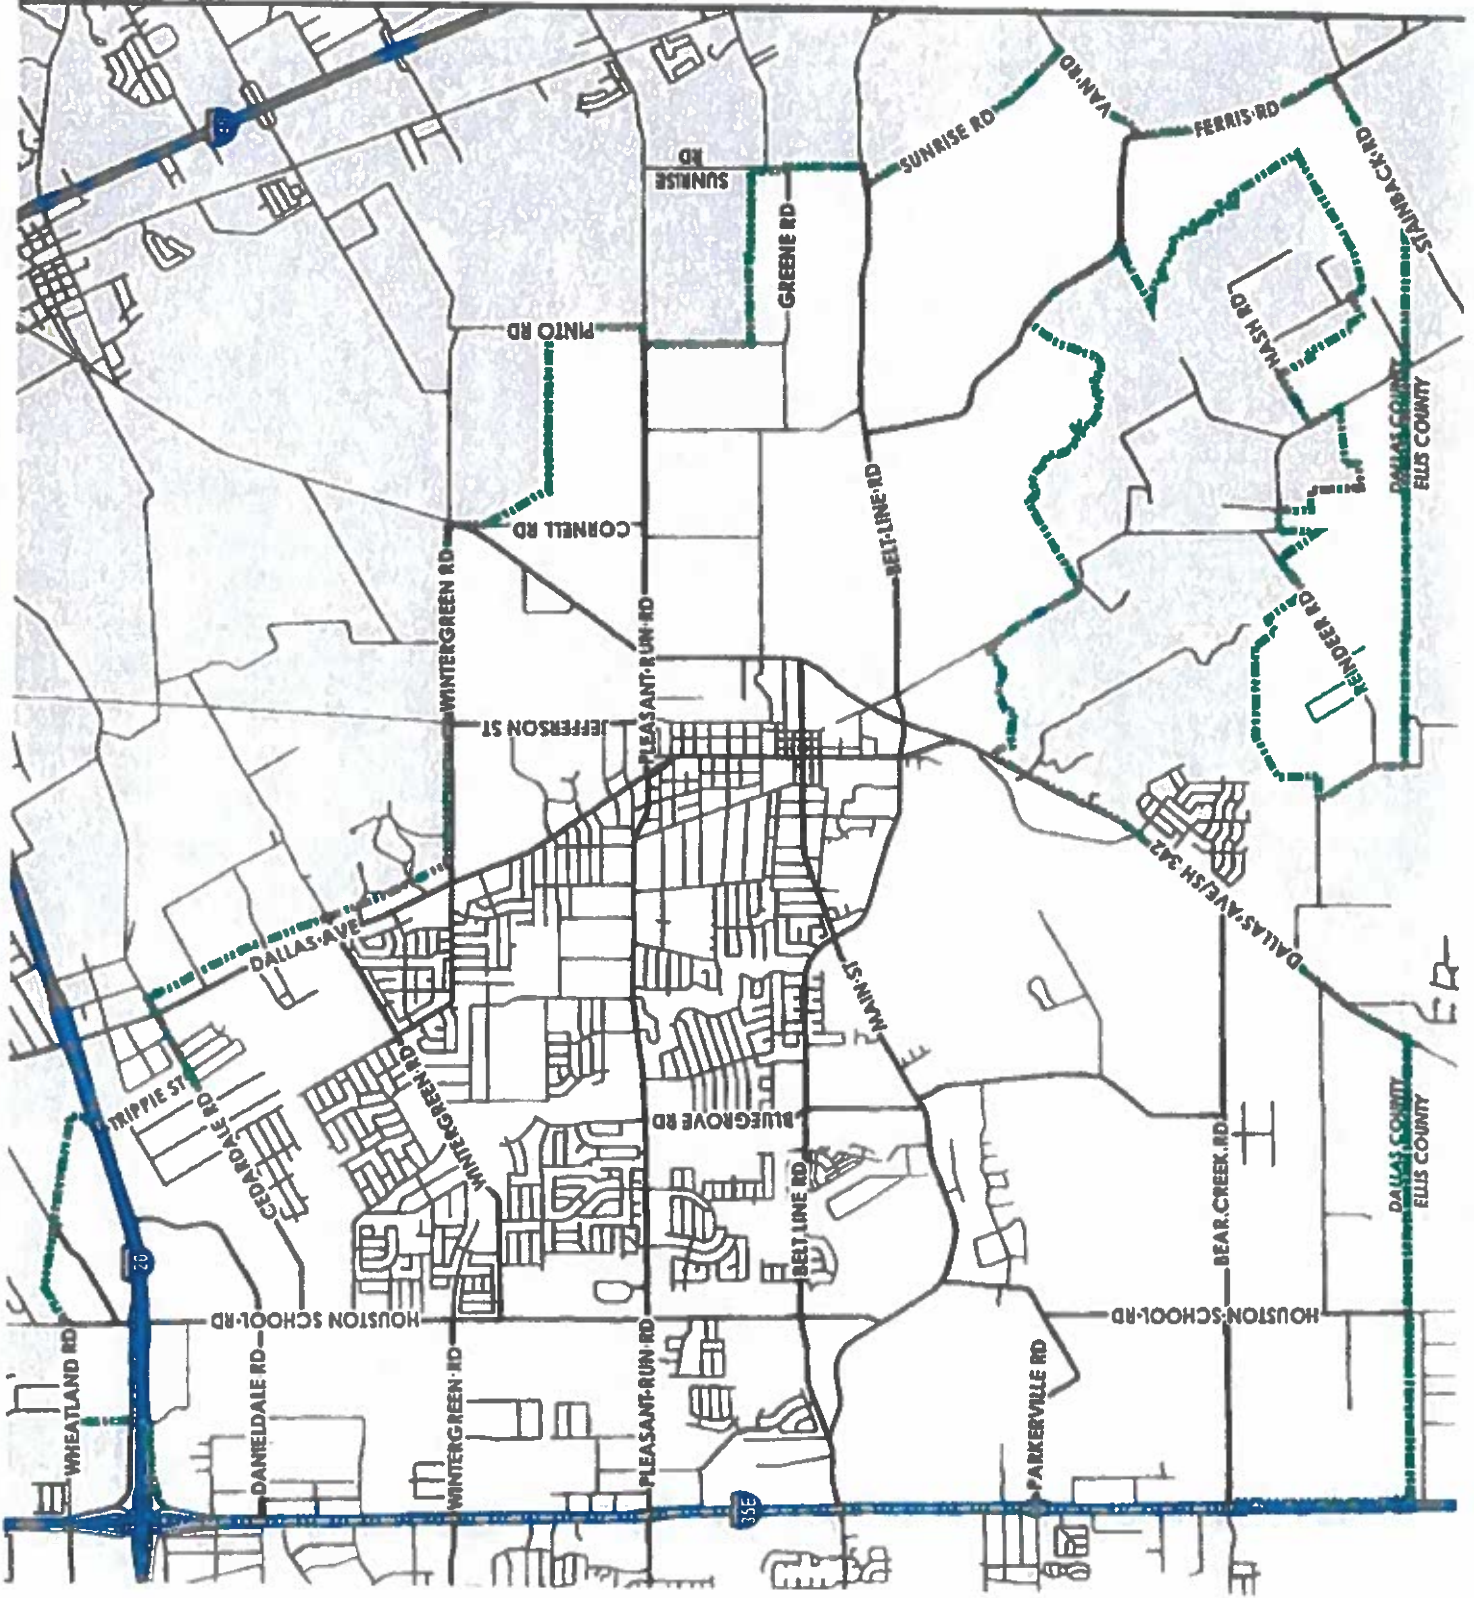 VAN RD
SUNRISE RD
FERRIS RD
STAINBACK RD
SUNRISE
RD
GREENE RD
PINTO RD
NASH RD
DALLAS COUNTY
ELLIS COUNTY
CORNELL RD
BELT LINE RD
WINTERGREEN RD
PLEASANT RUN RD
REINDEER RD
REINDEER
JEFFERSON ST
DALLAS AVE/SH 342
DALLAS
DALLAS AVE
MAIN ST
TRIPPIE ST
CEDARDALE RD
WINTERGREEN RD
WINTERGREEN
BLUEGROVE RD
BELT LINE RD
BEAR CREEK RD
DALLAS COUNTY
ELLIS COUNTY
20
HOUSTON SCHOOL RD
HOUSTON SCHOOL RD
WHEATLAND RD
DANIELDALE RD
WINTERGREEN RD
PLEASANT RUN RD
PARKERVILLE RD
35E